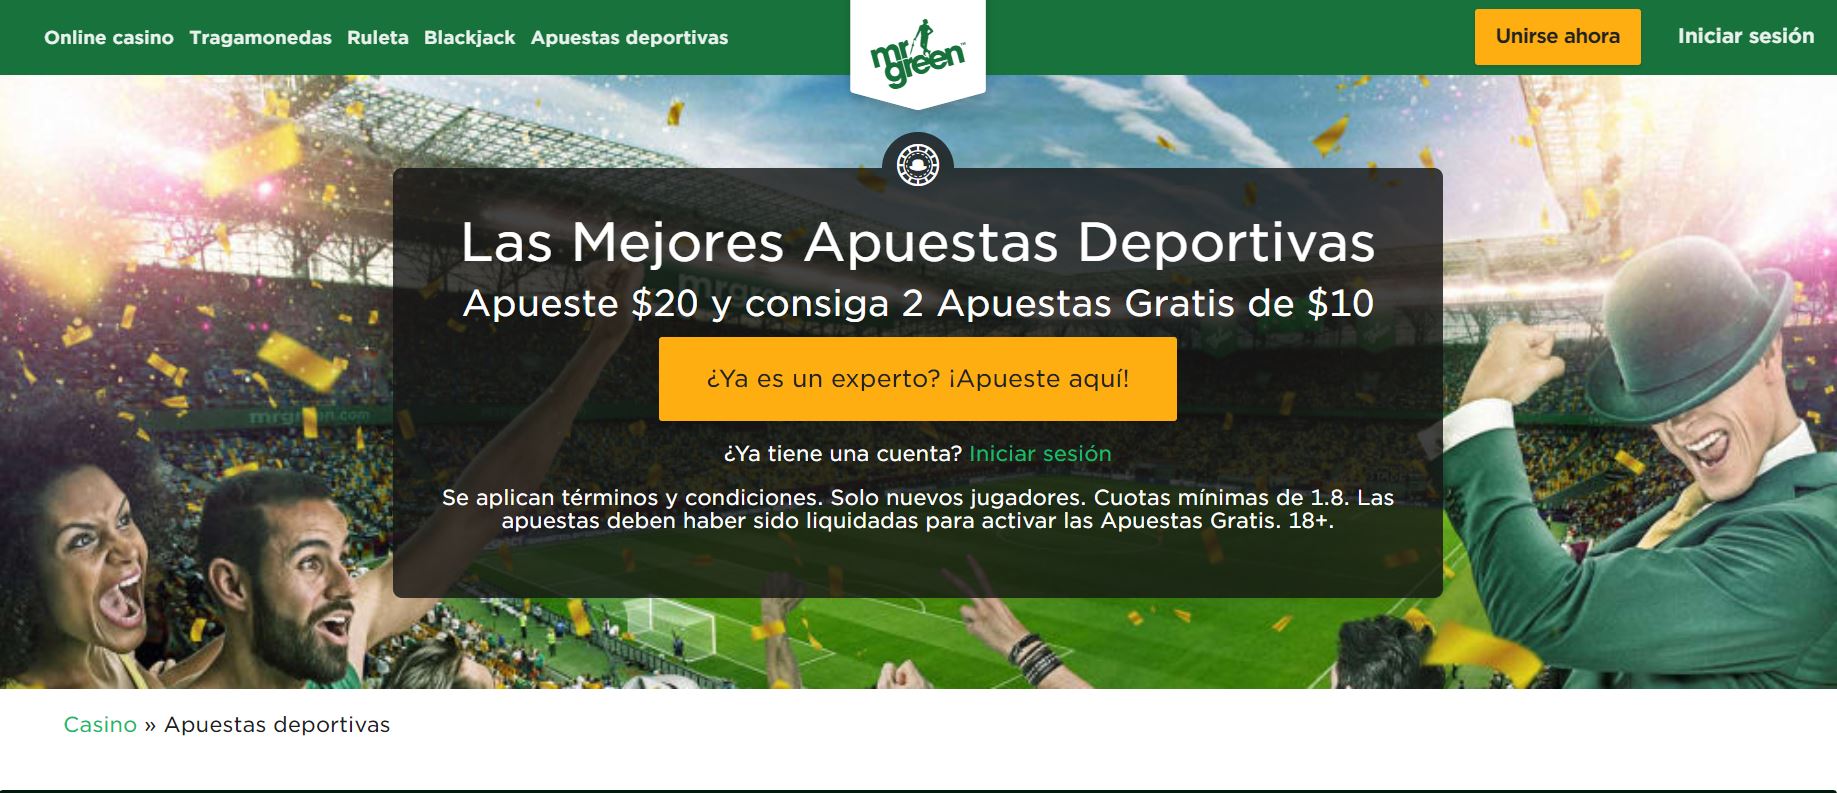 Online casino Tragamonedas Ruleta Blackjack Apuestas deportivas
mr
green™
Unirse ahora
Iniciar sesión
Las Mejores Apuestas Deportivas
Apueste $20 y consiga 2 Apuestas Gratis de $10
¿Ya es un experto? ¡Apueste aquí!
¿Ya tiene una cuenta? Iniciar sesión
Se aplican términos y condiciones. Solo nuevos jugadores. Cuotas mínimas de 1.8. Las
apuestas deben haber sido liquidadas para activar las Apuestas Gratis. 18+.
mrgreen.com
Casino » Apuestas deportivas